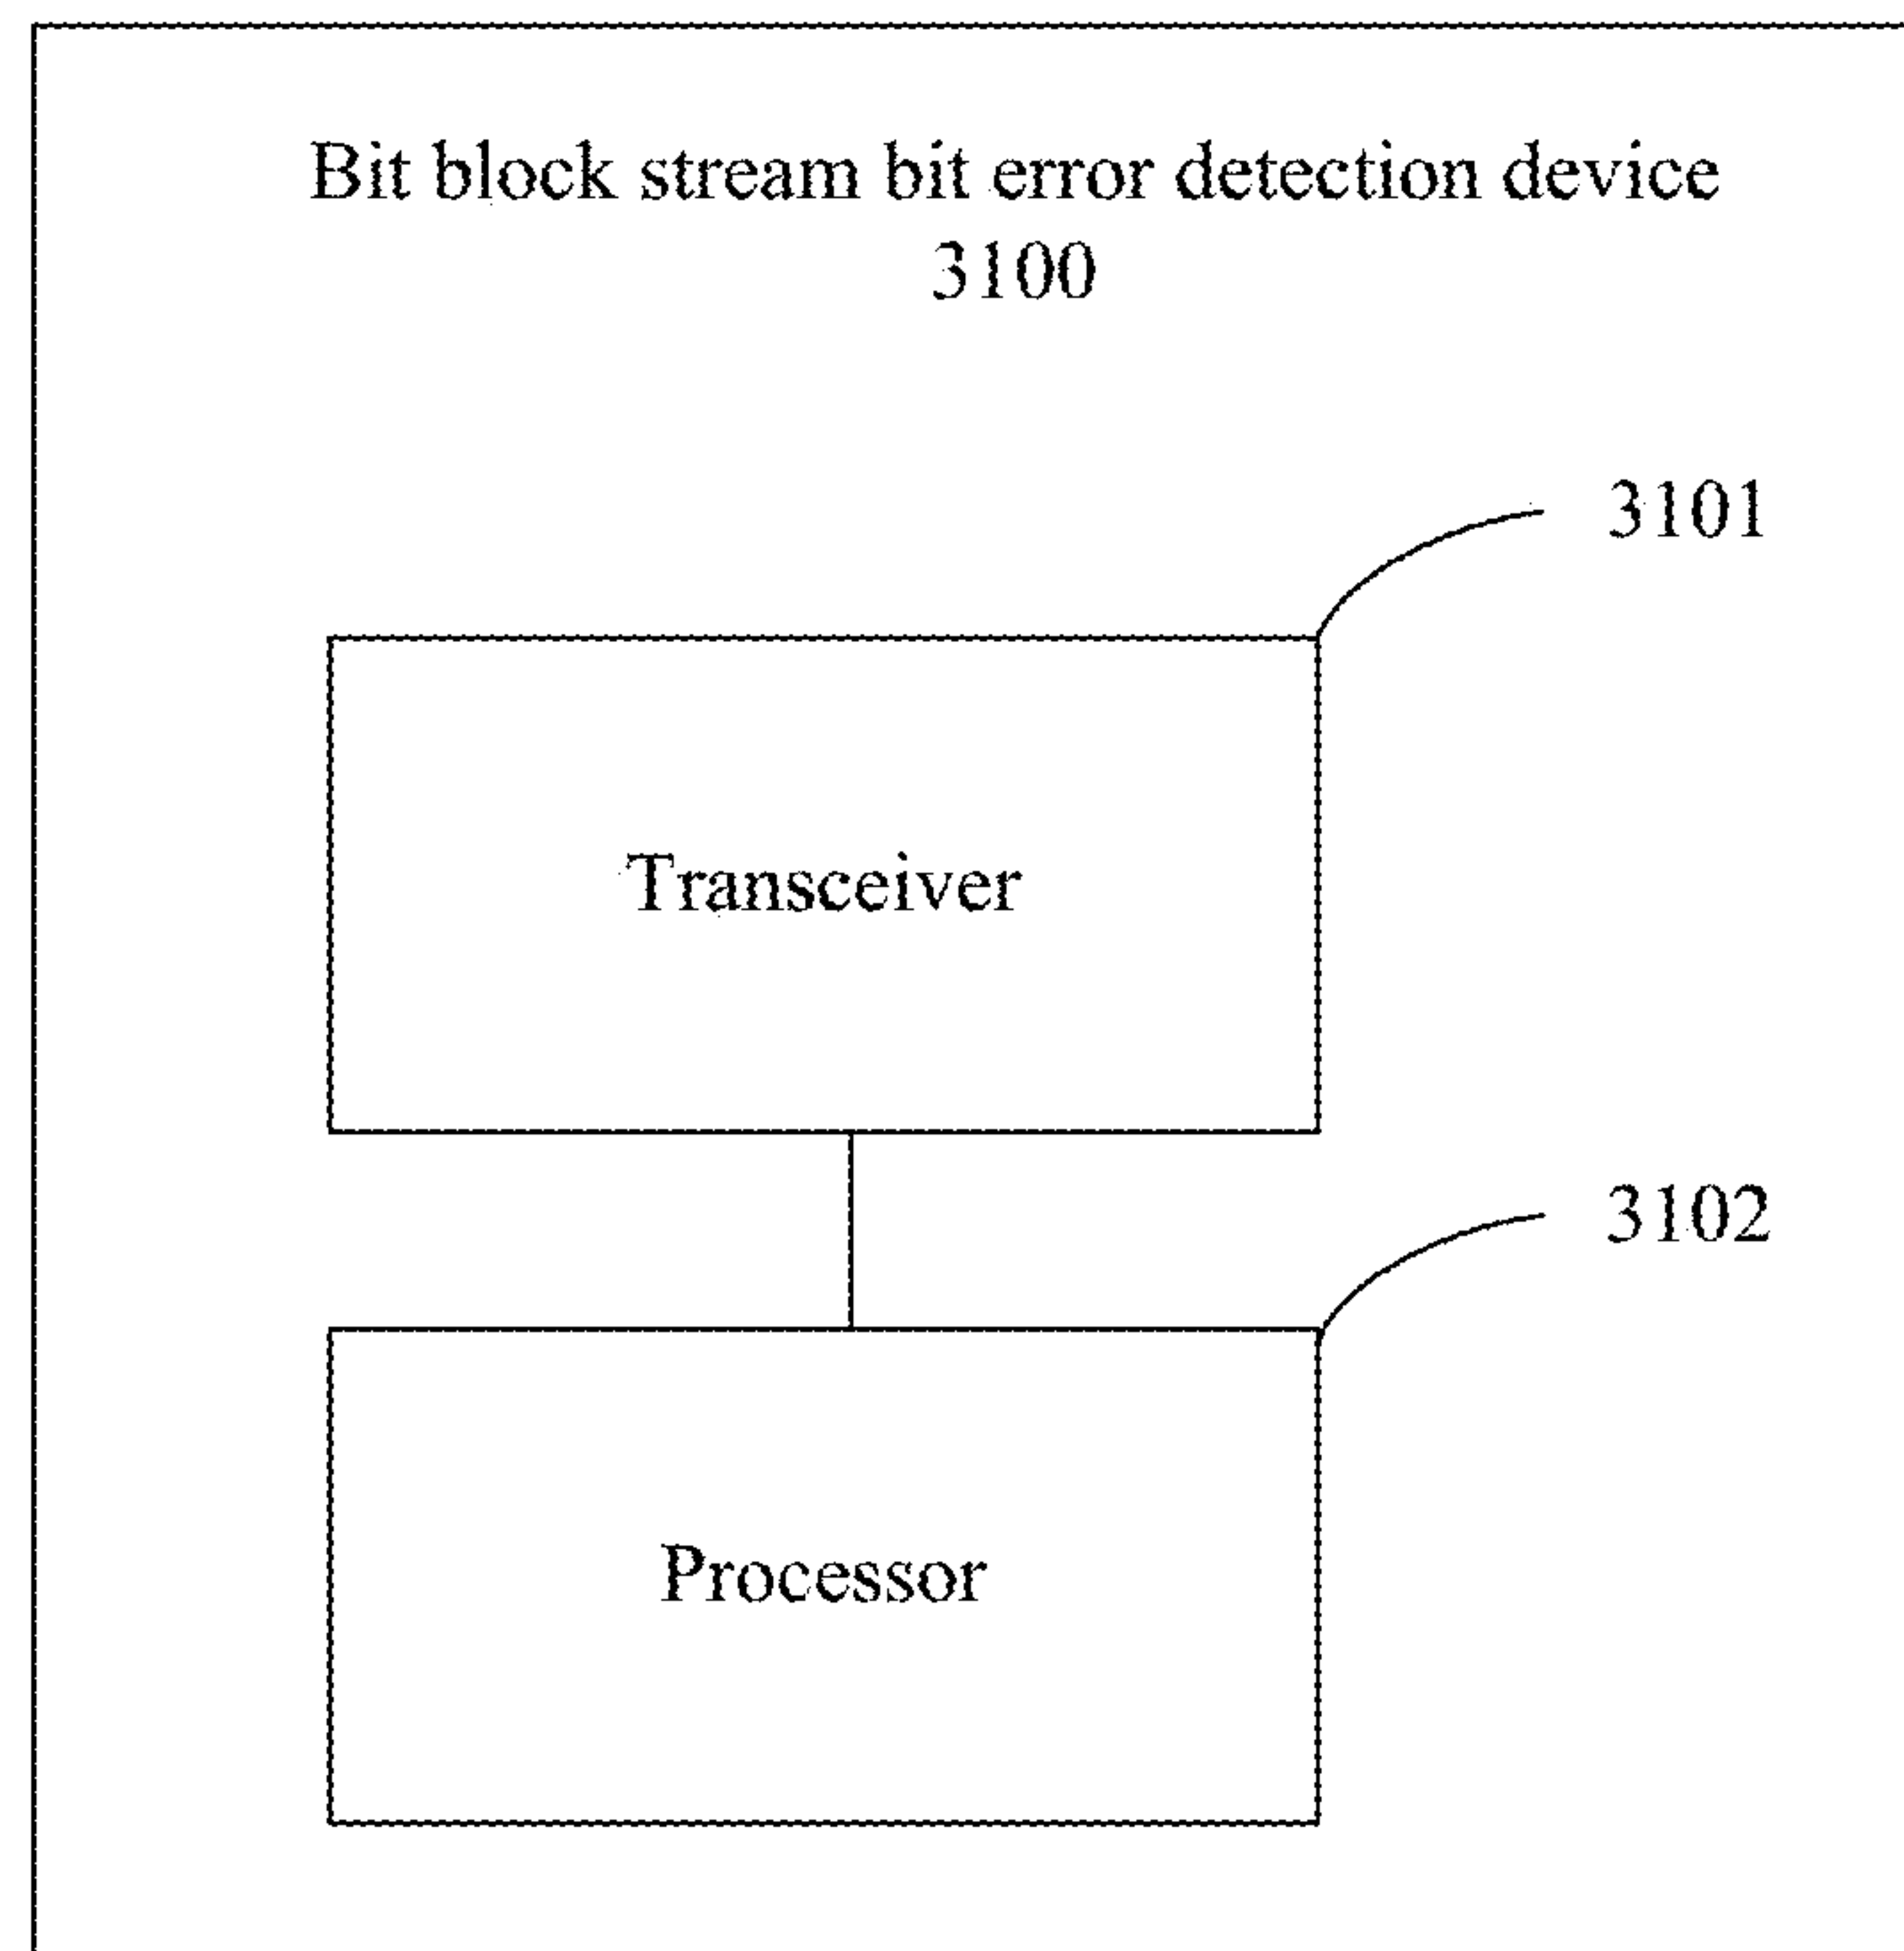 Bit block stream bit error detection device
3100
3101
Transceiver
3102
Processor